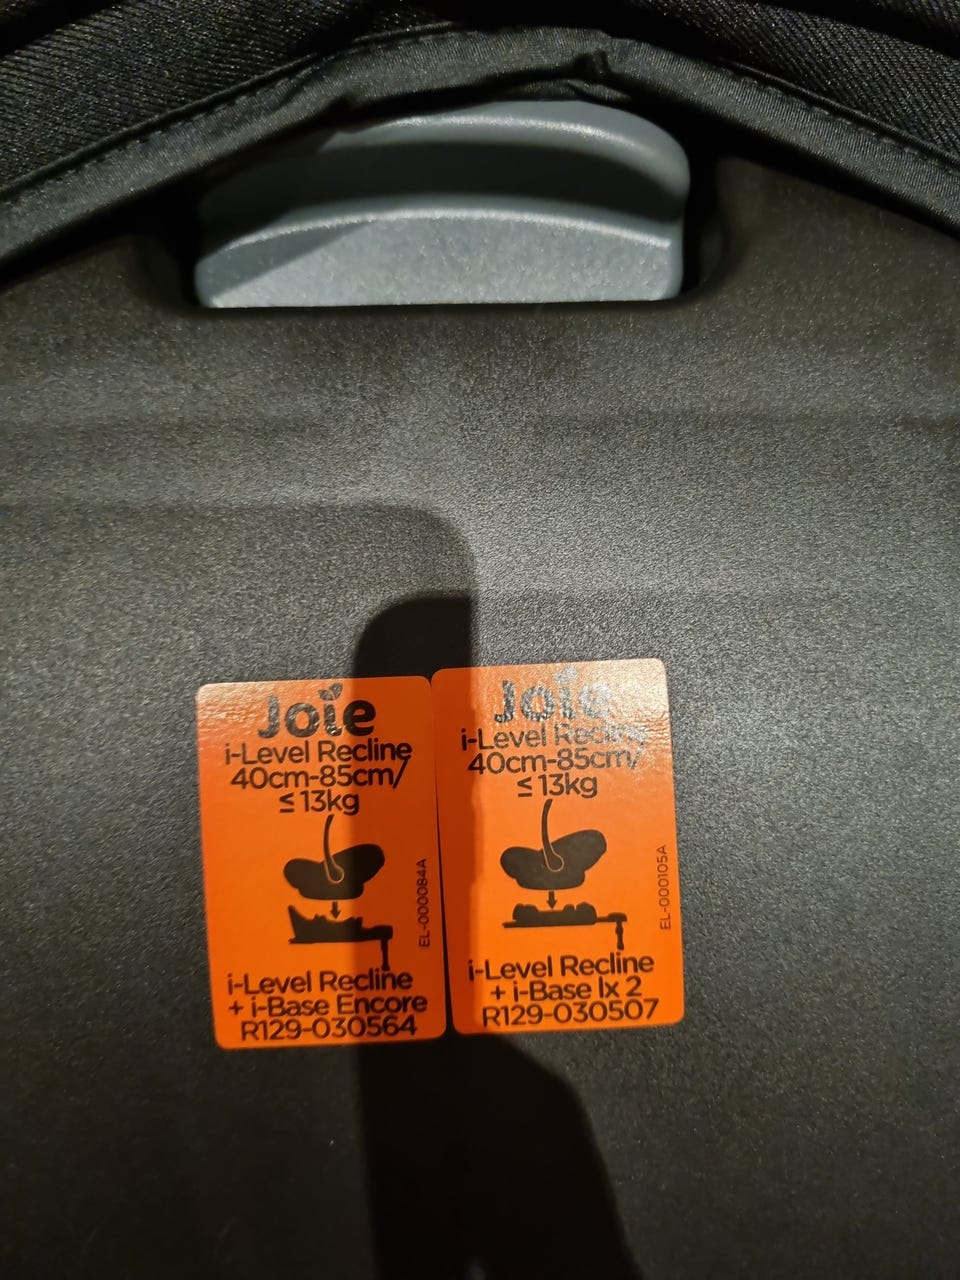 Joie
i-Level Recline
40cm-85cm/
≤ 13kg
EL-000084A
i-Level Recline
+ i-Base Encore
R129-030564
Joie
i-Level Recline
40cm-85cm/
≤ 13kg
EL-000105A
i-Level Recline
+ i-Base lx 2
R129-030507